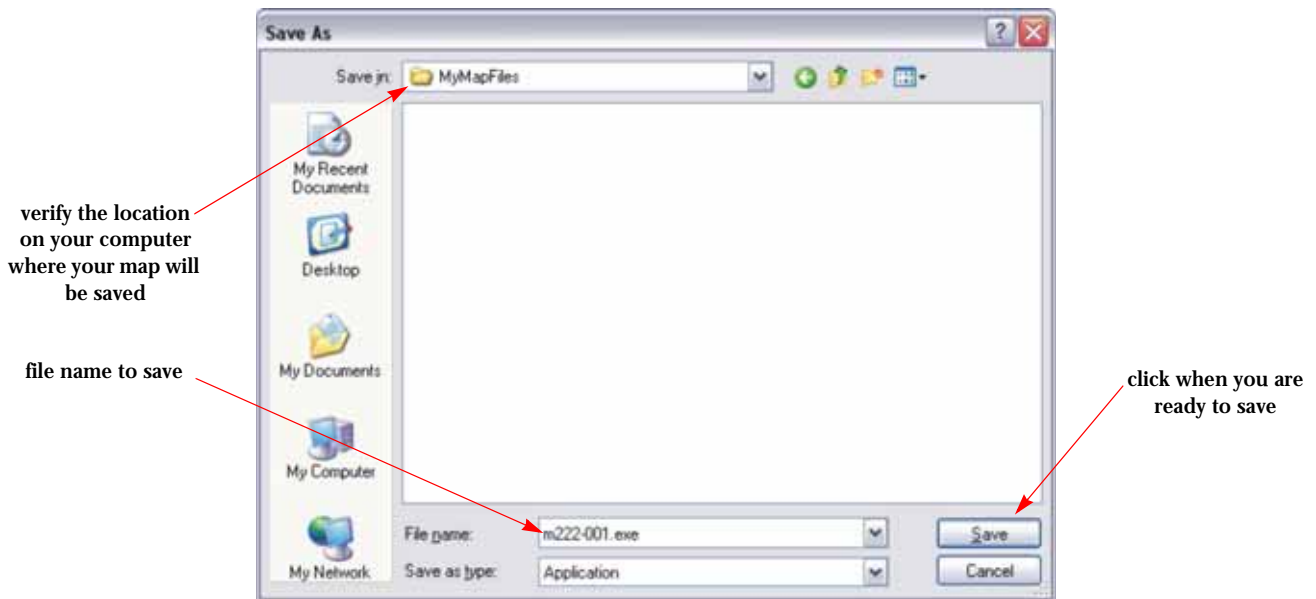 Save As
Save in:
MyMapFiles
My Recent
Documents
Desktop
My Documents
My Computer
My Network
File name:
m222-001.exe
Save
Save as type:
Application
Cancel
verify the location
on your computer
where your map will
be saved
file name to save
click when you are
ready to save